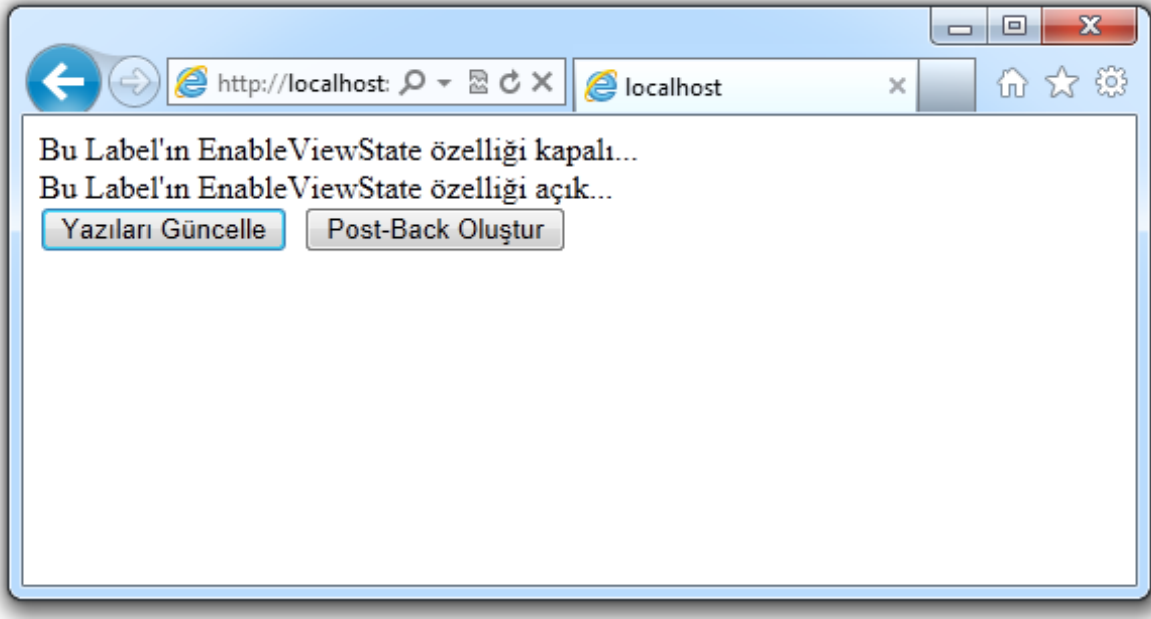 http://localhost:
localhost
Bu Label'ın EnableViewState özelliği kapalı...
Bu Label'ın EnableViewState özelliği açık...
Yazıları Güncelle Post-Back Oluştur